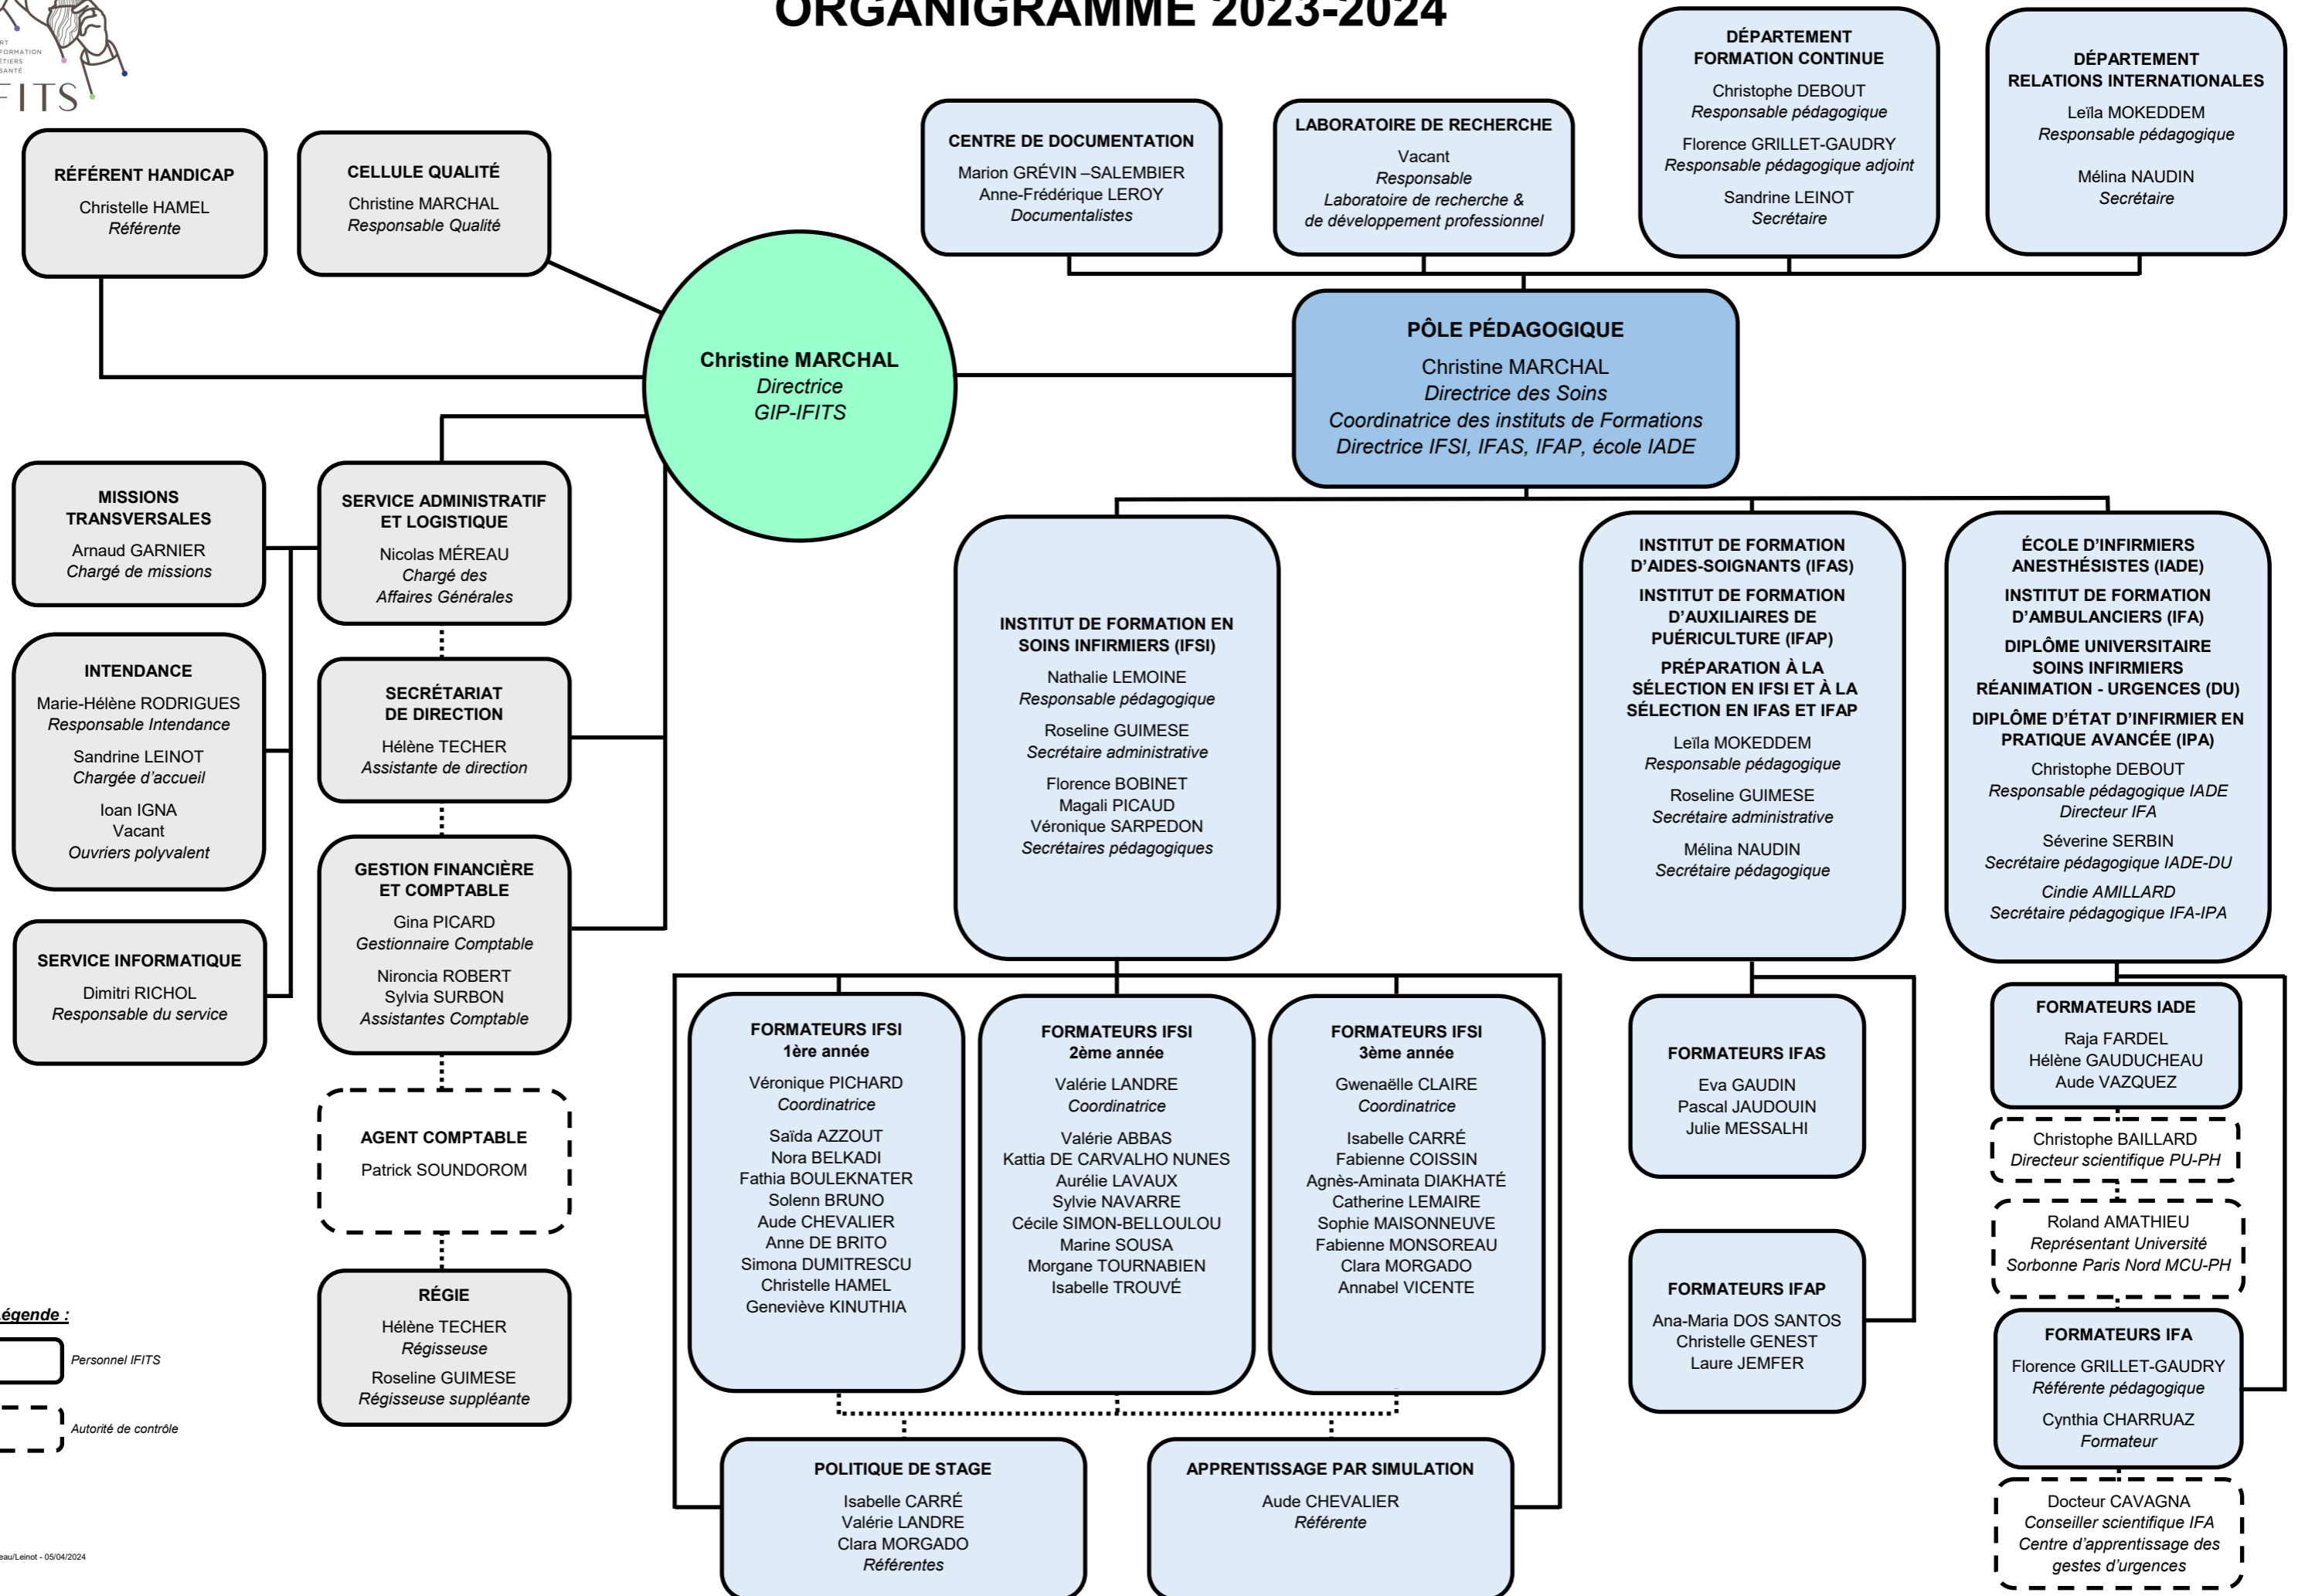 ORGANIGRAMME 2023-2024
RT
FORMATION
ÉTIERS
SANTÉ
FITS
RÉFÉRENT HANDICAP
Christelle HAMEL
Référente
CELLULE QUALITÉ
Christine MARCHAL
Responsable Qualité
CENTRE DE DOCUMENTATION
Marion GRÉVIN –SALEMBIER
Anne-Frédérique LEROY
Documentalistes
LABORATOIRE DE RECHERCHE
Vacant
Responsable
Laboratoire de recherche &
de développement professionnel
DÉPARTEMENT
FORMATION CONTINUE
Christophe DEBOUT
Responsable pédagogique
Florence GRILLET-GAUDRY
Responsable pédagogique adjoint
Sandrine LEINOT
Secrétaire
DÉPARTEMENT
RELATIONS INTERNATIONALES
Leïla MOKEDDEM
Responsable pédagogique
Mélina NAUDIN
Secrétaire
Christine MARCHAL
Directrice
GIP-IFITS
PÔLE PÉDAGOGIQUE
Christine MARCHAL
Directrice des Soins
Coordinatrice des instituts de Formations
Directrice IFSI, IFAS, IFAP, école IADE
MISSIONS
TRANSVERSALES
Arnaud GARNIER
Chargé de missions
SERVICE ADMINISTRATIF
ET LOGISTIQUE
Nicolas MÉREAU
Chargé des
Affaires Générales
INTENDANCE
Marie-Hélène RODRIGUES
Responsable Intendance
Sandrine LEINOT
Chargée d’accueil
Ioan IGNA
Vacant
Ouvriers polyvalent
SECRÉTARIAT
DE DIRECTION
Hélène TECHER
Assistante de direction
SERVICE INFORMATIQUE
Dimitri RICHOL
Responsable du service
GESTION FINANCIÈRE
ET COMPTABLE
Gina PICARD
Gestionnaire Comptable
Nironcia ROBERT
Sylvia SURBON
Assistantes Comptable
AGENT COMPTABLE
Patrick SOUNDOROM
RÉGIE
Hélène TECHER
Régisseuse
Roseline GUIMESE
Régisseuse suppléante
INSTITUT DE FORMATION EN
SOINS INFIRMIERS (IFSI)
Nathalie LEMOINE
Responsable pédagogique
Roseline GUIMESE
Secrétaire administrative
Florence BOBINET
Magali PICAUD
Véronique SARPEDON
Secrétaires pédagogiques
INSTITUT DE FORMATION
D’AIDES-SOIGNANTS (IFAS)
INSTITUT DE FORMATION
D’AUXILIAIRES DE
PUÉRICULTURE (IFAP)
PRÉPARATION À LA
SÉLECTION EN IFSI ET À LA
SÉLECTION EN IFAS ET IFAP
Leïla MOKEDDEM
Responsable pédagogique
Roseline GUIMESE
Secrétaire administrative
Mélina NAUDIN
Secrétaire pédagogique
ÉCOLE D’INFIRMIERS
ANESTHÉSISTES (IADE)
INSTITUT DE FORMATION
D’AMBULANCIERS (IFA)
DIPLÔME UNIVERSITAIRE
SOINS INFIRMIERS
RÉANIMATION - URGENCES (DU)
DIPLÔME D’ÉTAT D’INFIRMIER EN
PRATIQUE AVANCÉE (IPA)
Christophe DEBOUT
Responsable pédagogique IADE
Directeur IFA
Séverine SERBIN
Secrétaire pédagogique IADE-DU
Cindie AMILLARD
Secrétaire pédagogique IFA-IPA
FORMATEURS IFSI
1ère année
Véronique PICHARD
Coordinatrice
Saïda AZZOUT
Nora BELKADI
Fathia BOULEKNATER
Solenn BRUNO
Aude CHEVALIER
Anne DE BRITO
Simona DUMITRESCU
Christelle HAMEL
Geneviève KINUTHIA
FORMATEURS IFSI
2ème année
Valérie LANDRE
Coordinatrice
Valérie ABBAS
Kattia DE CARVALHO NUNES
Aurélie LAVAUX
Sylvie NAVARRE
Cécile SIMON-BELLOULOU
Marine SOUSA
Morgane TOURNABIEN
Isabelle TROUVÉ
FORMATEURS IFSI
3ème année
Gwenaëlle CLAIRE
Coordinatrice
Isabelle CARRÉ
Fabienne COISSIN
Agnès-Aminata DIAKHATÉ
Catherine LEMAIRE
Sophie MAISONNEUVE
Fabienne MONSOREAU
Clara MORGADO
Annabel VICENTE
POLITIQUE DE STAGE
Isabelle CARRÉ
Valérie LANDRE
Clara MORGADO
Référentes
APPRENTISSAGE PAR SIMULATION
Aude CHEVALIER
Référente
FORMATEURS IFAS
Eva GAUDIN
Pascal JAUDOUIN
Julie MESSALHI
FORMATEURS IFAP
Ana-Maria DOS SANTOS
Christelle GENEST
Laure JEMFER
FORMATEURS IADE
Raja FARDEL
Hélène GAUDUCHEAU
Aude VAZQUEZ
Christophe BAILLARD
Directeur scientifique PU-PH
Roland AMATHIEU
Représentant Université
Sorbonne Paris Nord MCU-PH
FORMATEURS IFA
Florence GRILLET-GAUDRY
Référente pédagogique
Cynthia CHARRUAZ
Formateur
Docteur CAVAGNA
Conseiller scientifique IFA
Centre d’apprentissage des
gestes d’urgences
égende :
Personnel IFITS
Autorité de contrôle
eau/Leinot - 05/04/2024